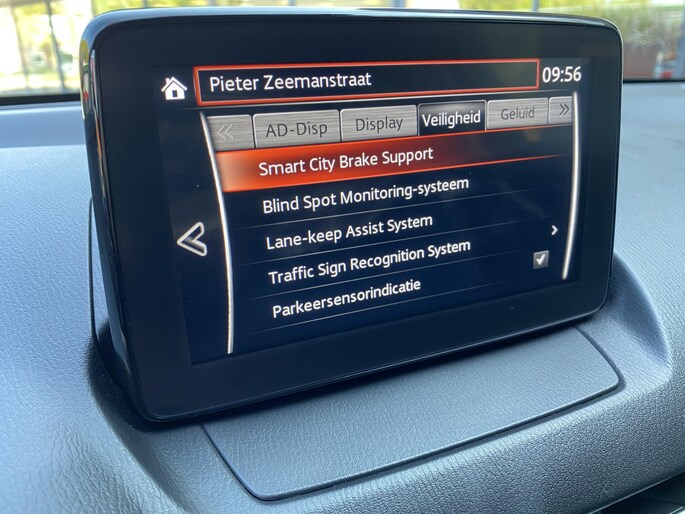 Pieter Zeemanstraat
09:56
AD-Disp
Display
Veiligheid
Geluid
Smart City Brake Support
Blind Spot Monitoring-systeem
Lane-keep Assist System
Traffic Sign Recognition System
Parkeersensorindicatie